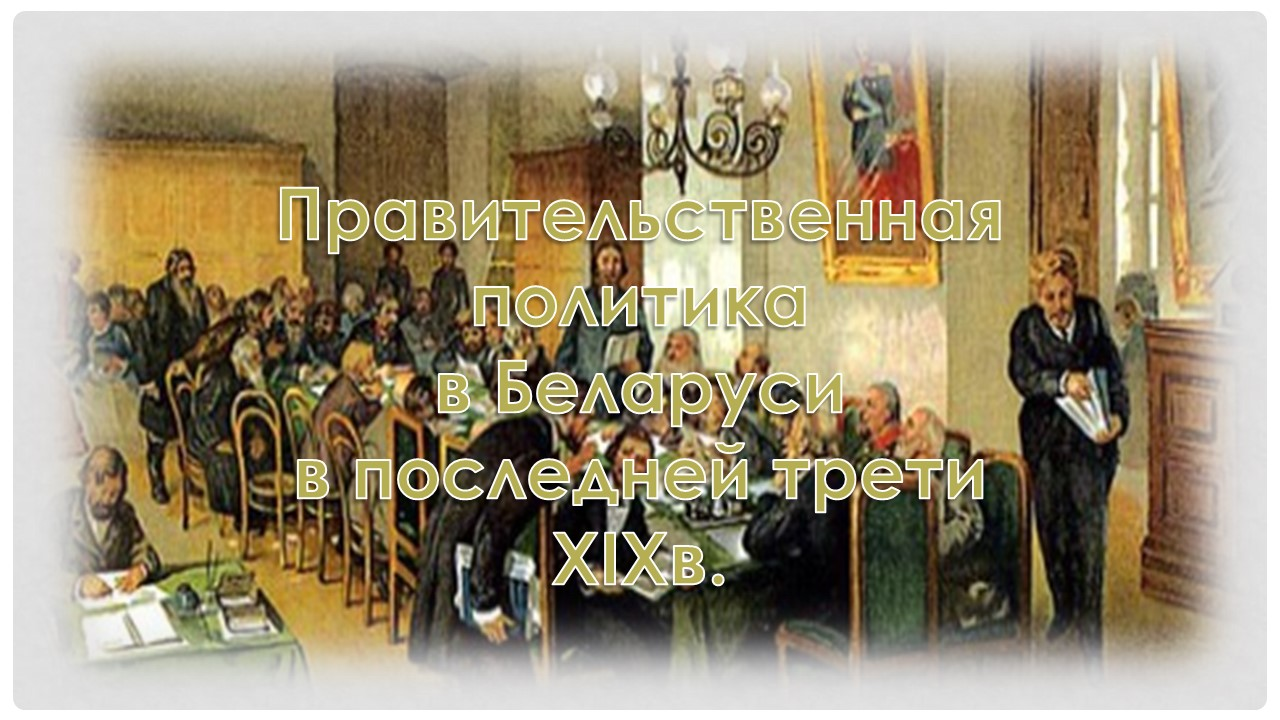 Правительственная
политика
в Беларуси
в последней трети
XIXв.